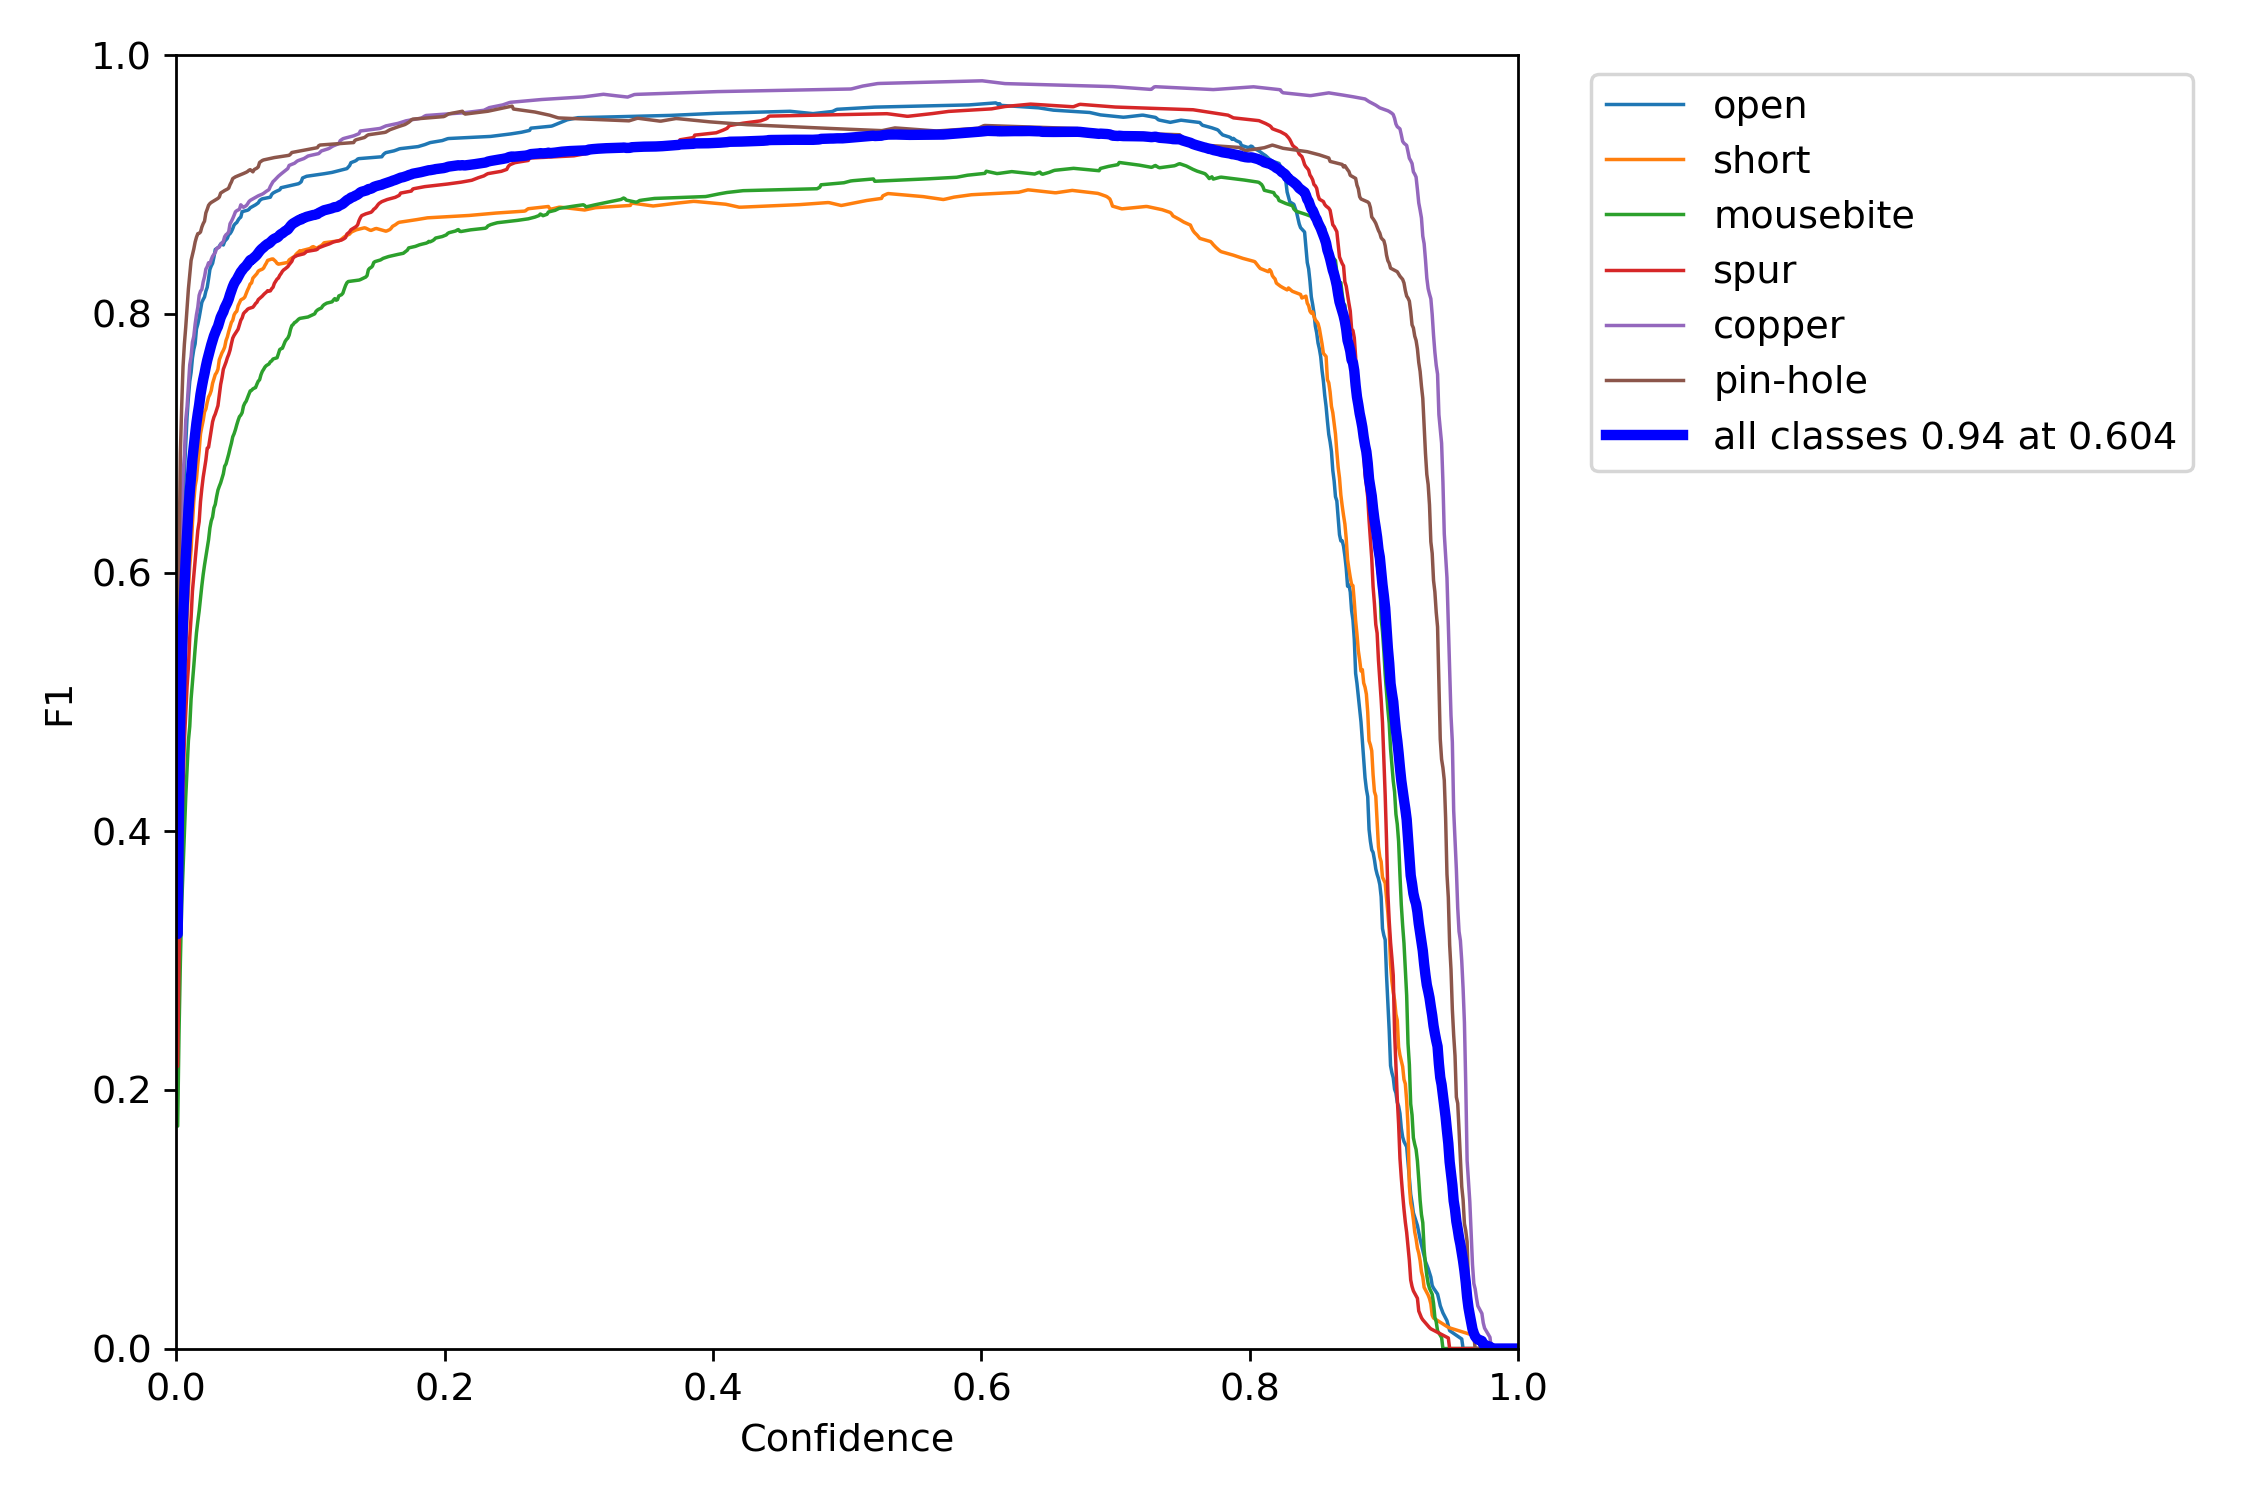 1.0
0.8
0.6
0.4
0.2
0.0
F1
0.0 0.2 0.4 0.6 0.8 1.0
Confidence
open
short
mousebite
spur
copper
pin-hole
all classes 0.94 at 0.604